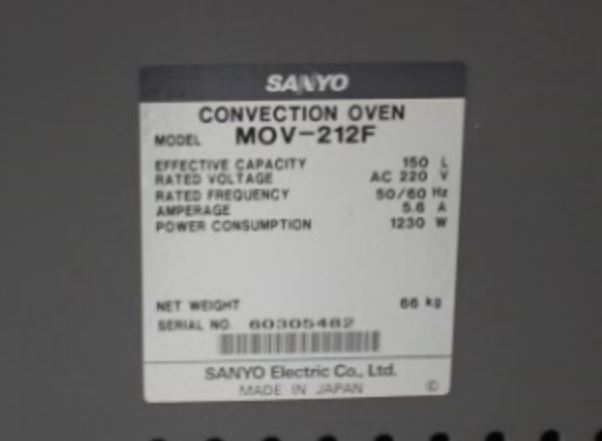 SANYO
CONVECTION OVEN
MODEL MOV-212F
EFFECTIVE CAPACITY 150 L
RATED VOLTAGE AC 220 V
RATED FREQUENCY 50/60 Hz
AMPERAGE 5.6 A
POWER CONSUMPTION 1230 W
NET WEIGHT 66 kg
SERIAL NO. 60305482
SANYO Electric Co., Ltd.
MADE IN JAPAN